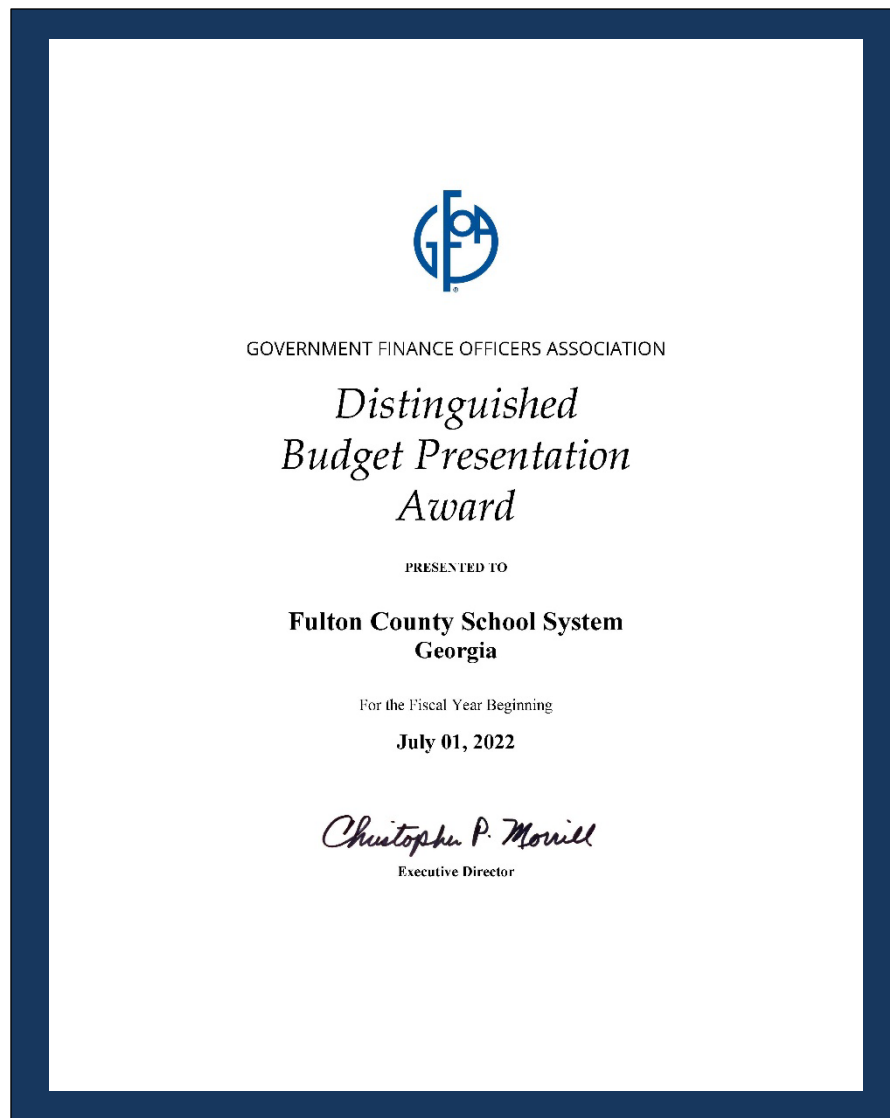 GFOA
®
GOVERNMENT FINANCE OFFICERS ASSOCIATION
Distinguished
Budget Presentation
Award
PRESENTED TO
Fulton County School System
Georgia
For the Fiscal Year Beginning
July 01, 2022
Christopher P. Morrill
Executive Director